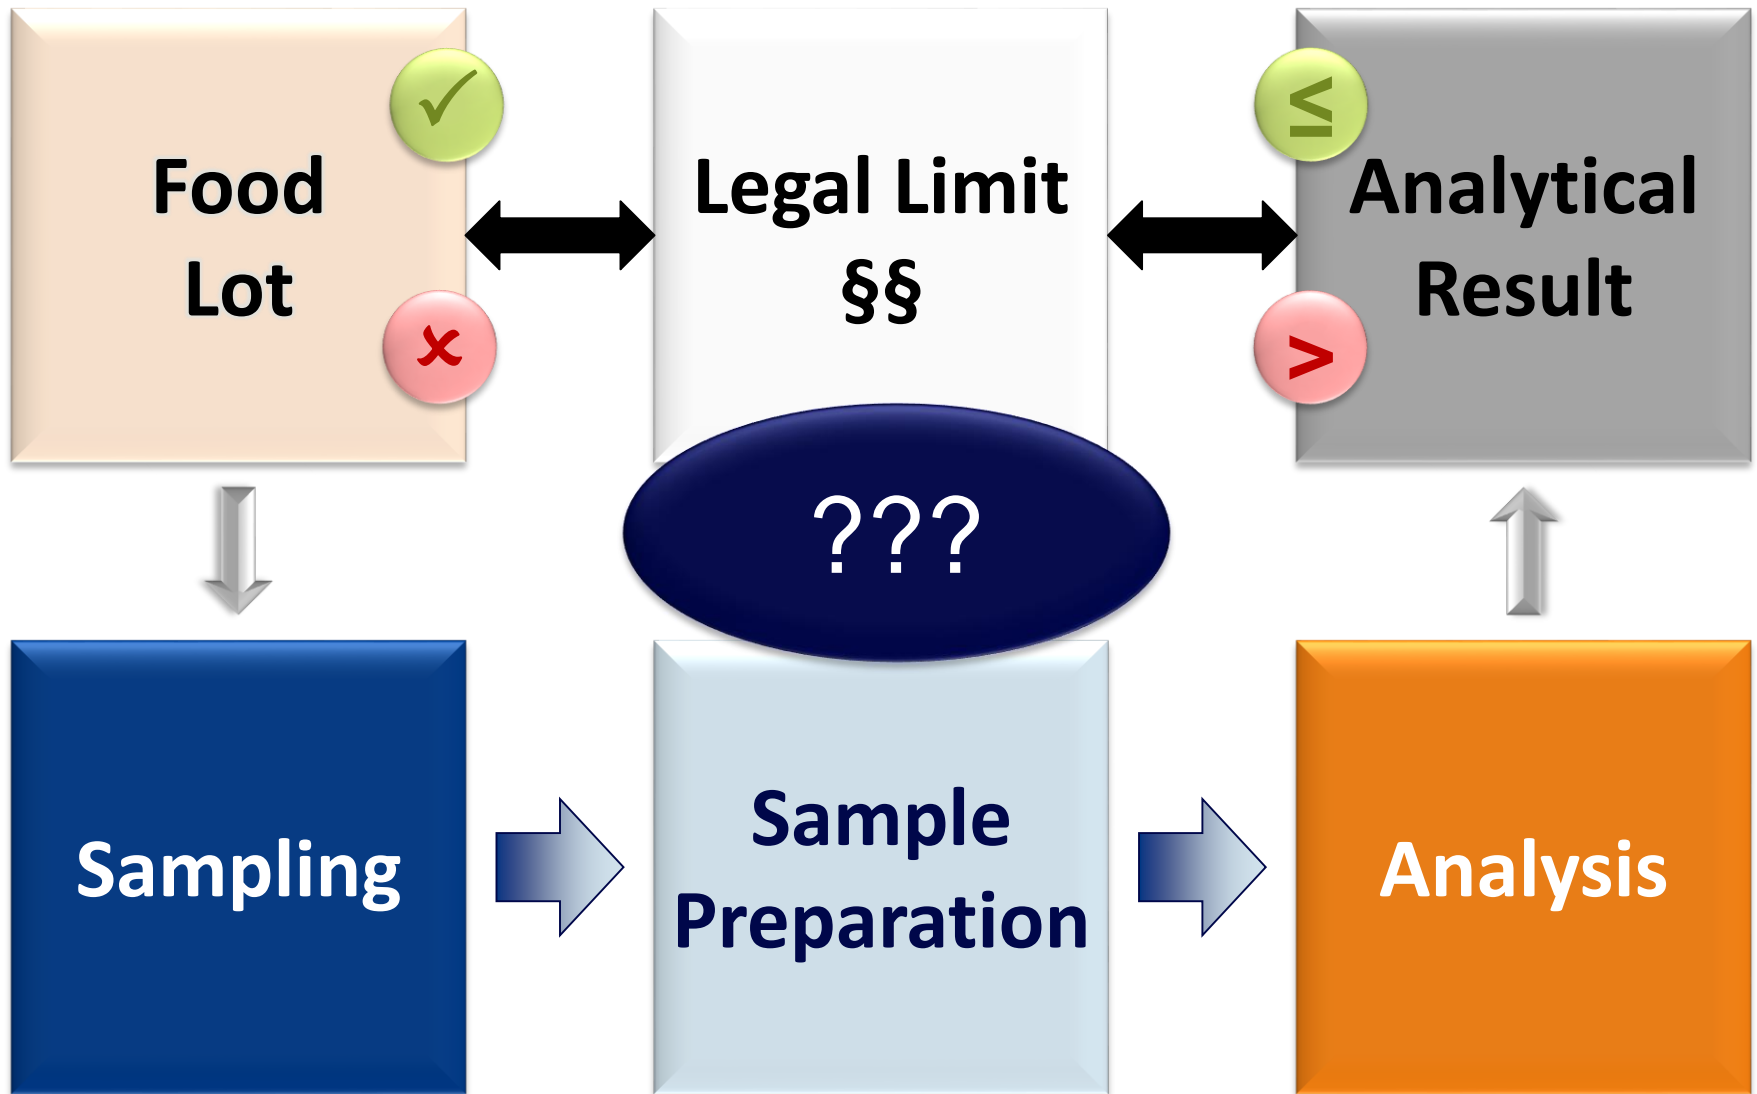 Food
Lot
✓
✗
Legal Limit
§§
≤
>
Analytical
Result
???
Sampling
Sample
Preparation
Analysis